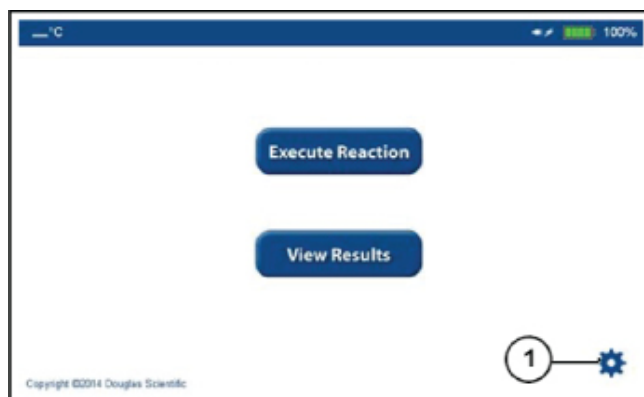 __°C 100%
Execute Reaction
View Results
1
Copyright ©2014 Douglas Scientific